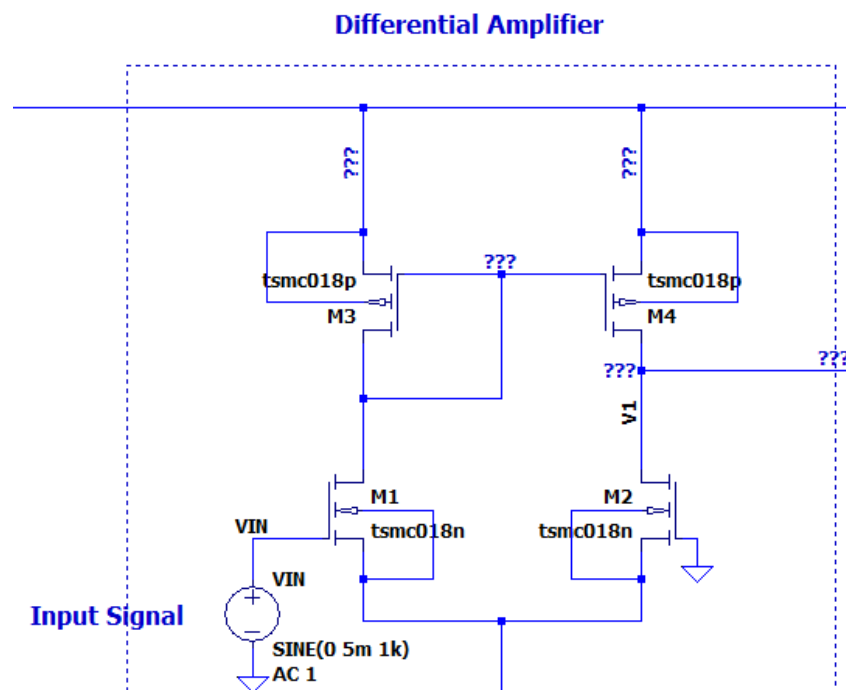 Differential Amplifier
???
???
tsmc018p
???
tsmc018p
M3
M4
???
???
V1
M1
M2
VIN
tsmc018n
tsmc018n
VIN
Input Signal
SINE(0 5m 1k)
AC 1